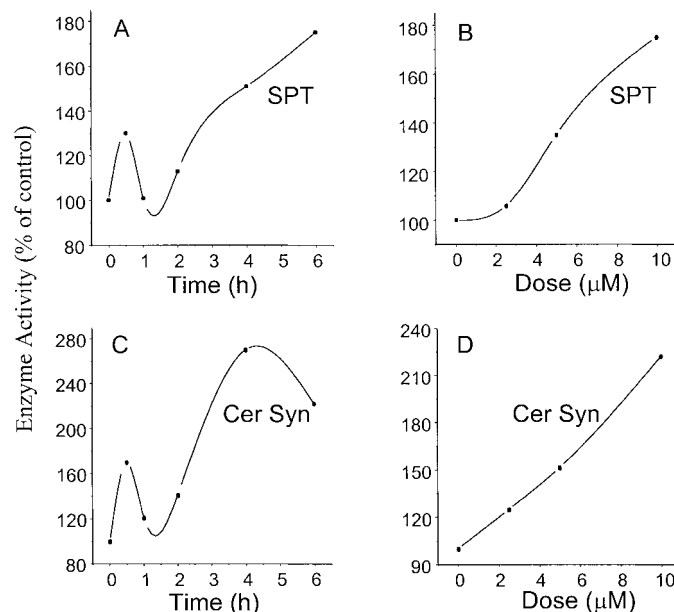 Enzyme Activity (% of control)
A
180
160
140
120
100
80
SPT
0 1 2 3 4 5 6
Time (h)
B
180
160
140
120
100
SPT
0 2 4 6 8 10
Dose (μM)
C
280
240
200
160
120
80
Cer Syn
0 1 2 3 4 5 6
Time (h)
D
240
210
180
150
120
90
Cer Syn
0 2 4 6 8 10
Dose (μM)